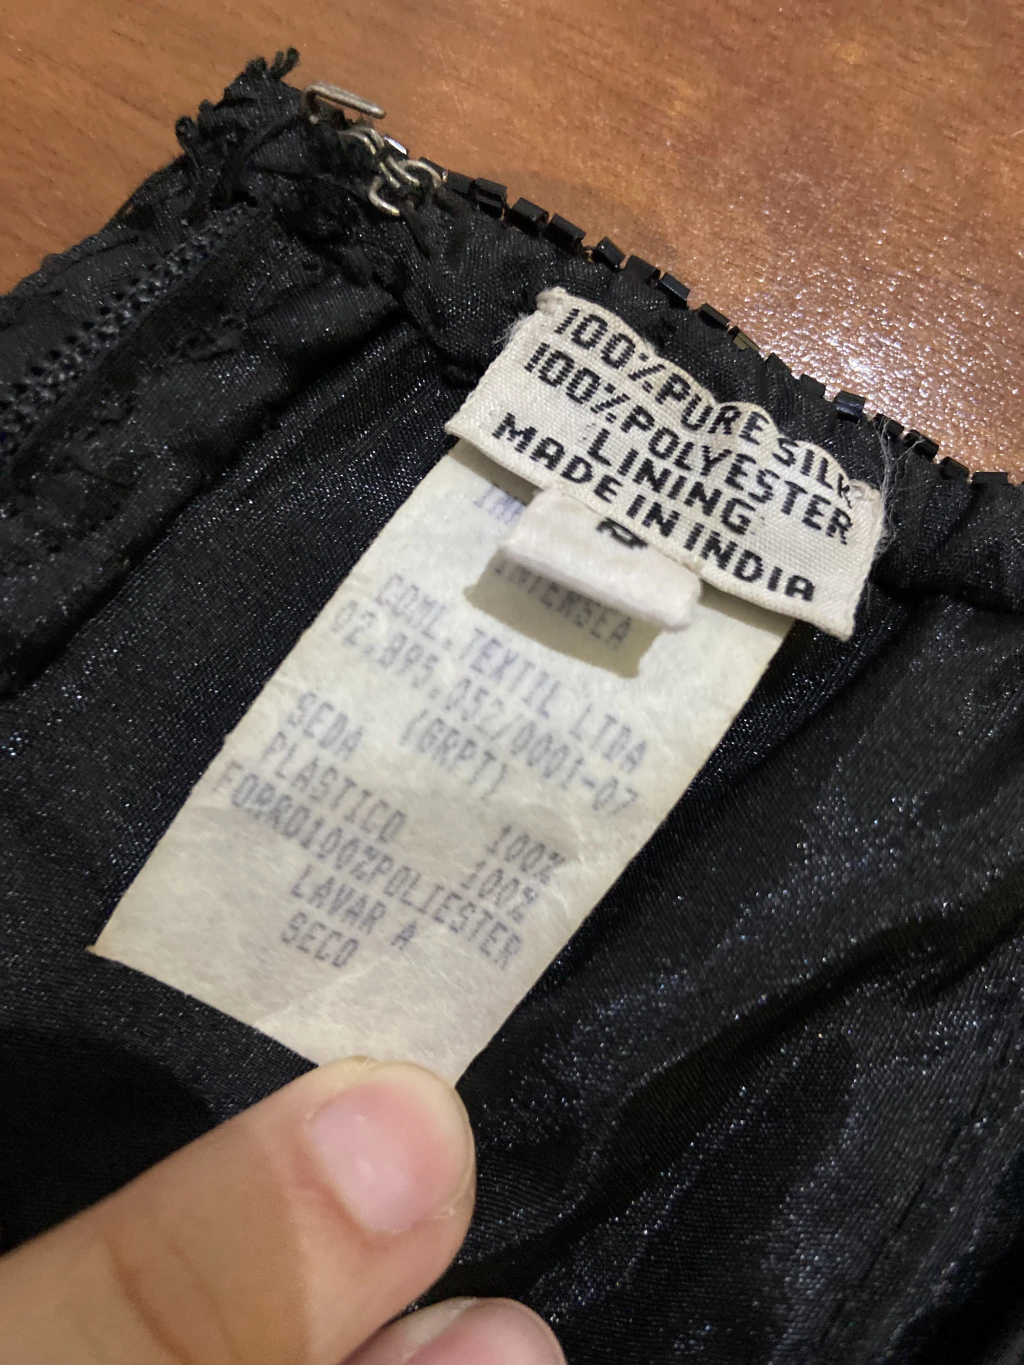 100%PURE SILK
100%POLYESTER
LINING
MADE IN INDIA
INTERSEA
COML.TEXTIL LTDA
02.895.052/0001-07
(GRPT)
SEDA 100%
PLASTICO 100%
FORRO100%POLIESTER
LAVAR A
SECO